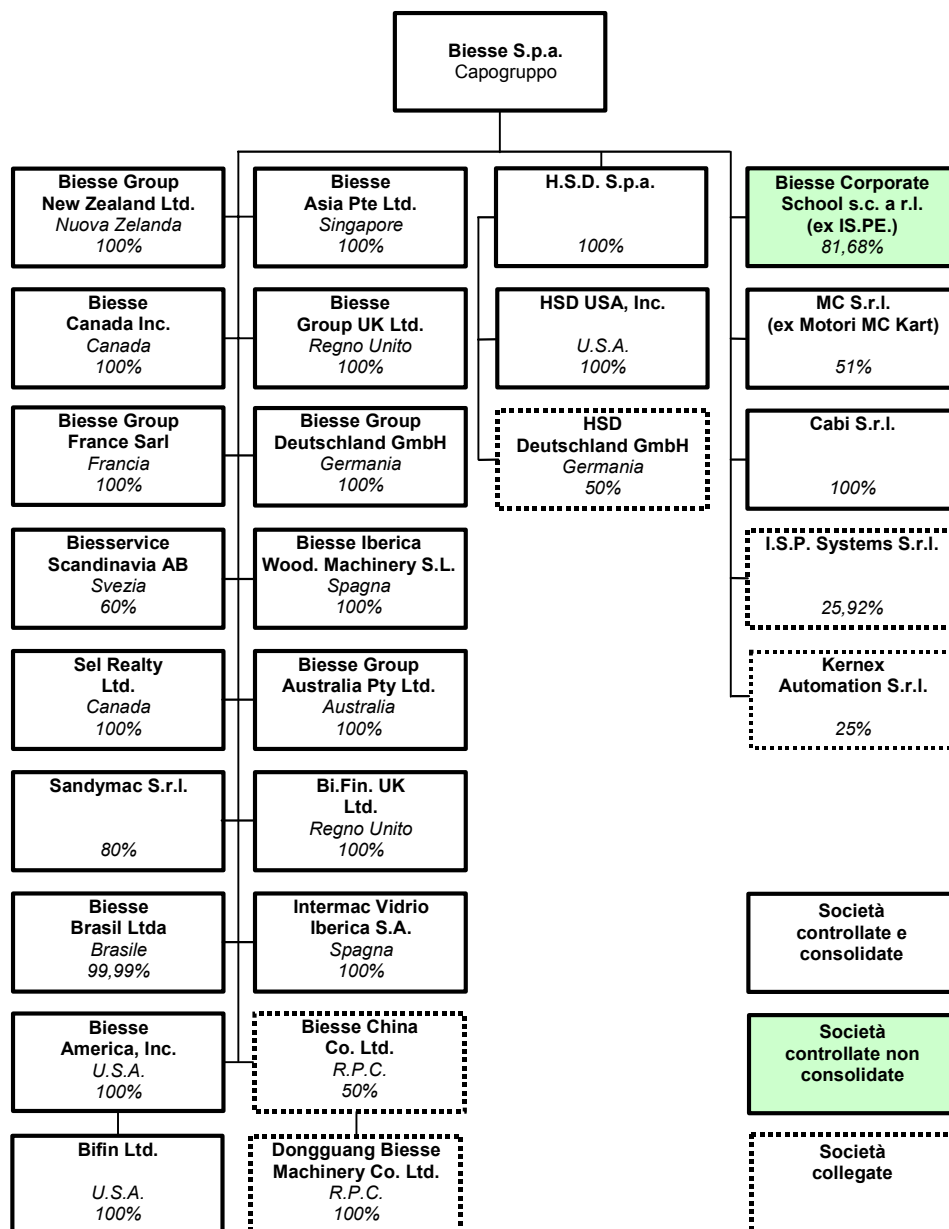 Biesse S.p.a.
Capogruppo
Biesse Group
New Zealand Ltd.
Nuova Zelanda
100%
Biesse
Asia Pte Ltd.
Singapore
100%
H.S.D. S.p.a.
100%
Biesse Corporate
School s.c. a r.l.
(ex IS.PE.)
81,68%
Biesse
Canada Inc.
Canada
100%
Biesse
Group UK Ltd.
Regno Unito
100%
HSD USA, Inc.
U.S.A.
100%
MC S.r.l.
(ex Motori MC Kart)
51%
Biesse Group
France Sarl
Francia
100%
Biesse Group
Deutschland GmbH
Germania
100%
HSD
Deutschland GmbH
Germania
50%
Cabi S.r.l.
100%
Biesservice
Scandinavia AB
Svezia
60%
Biesse Iberica
Wood. Machinery S.L.
Spagna
100%
I.S.P. Systems S.r.l.
25,92%
Sel Realty
Ltd.
Canada
100%
Biesse Group
Australia Pty Ltd.
Australia
100%
Kernex
Automation S.r.l.
25%
Sandymac S.r.l.
80%
Bi.Fin. UK
Ltd.
Regno Unito
100%
Biesse
Brasil Ltda
Brasile
99,99%
Intermac Vidrio
Iberica S.A.
Spagna
100%
Società
controllate e
consolidate
Biesse
America, Inc.
U.S.A.
100%
Biesse China
Co. Ltd.
R.P.C.
50%
Società
controllate non
consolidate
Bifin Ltd.
U.S.A.
100%
Dongguang Biesse
Machinery Co. Ltd.
R.P.C.
100%
Società
collegate